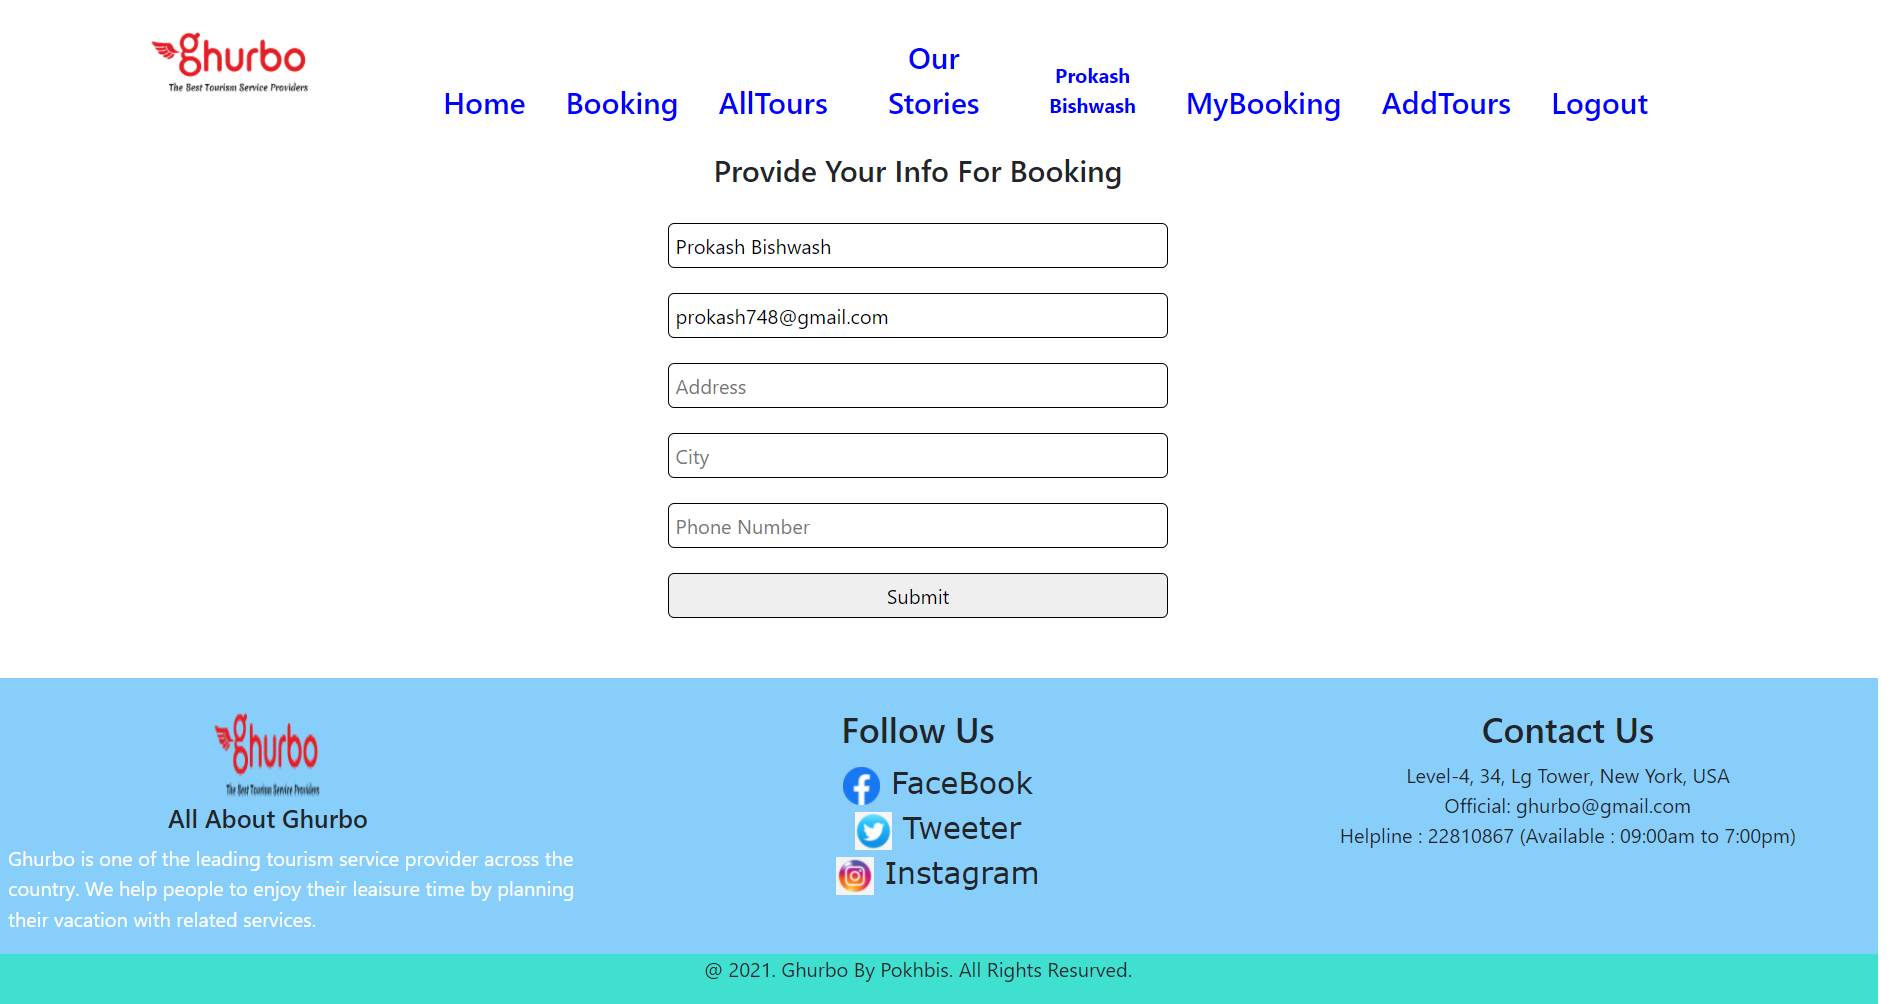 ghurbo
The Best Tourism Service Providers
Home
Booking
AllTours
Our
Stories
Prokash
Bishwash
MyBooking
AddTours
Logout
Provide Your Info For Booking
Prokash Bishwash
prokash748@gmail.com
Address
City
Phone Number
Submit
ghurbo
The Best Tourism Service Providers
All About Ghurbo
Ghurbo is one of the leading tourism service provider across the
country. We help people to enjoy their leaisure time by planning
their vacation with related services.
Follow Us
FaceBook
Tweeter
Instagram
Contact Us
Level-4, 34, Lg Tower, New York, USA
Official: ghurbo@gmail.com
Helpline : 22810867 (Available : 09:00am to 7:00pm)
@ 2021. Ghurbo By Pokhbis. All Rights Resurved.